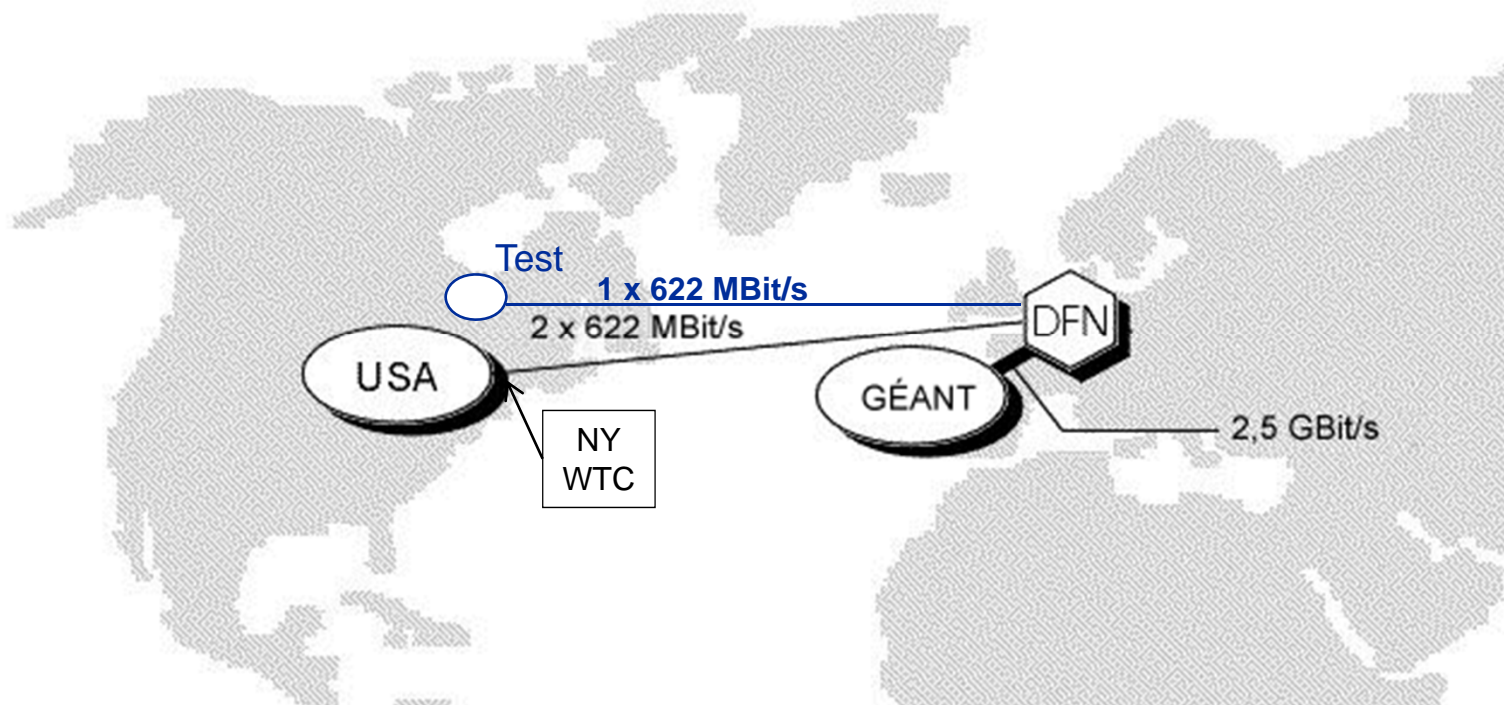 Test
1 x 622 MBit/s
2 x 622 MBit/s
DFN
USA
GÉANT
NY
WTC
2,5 GBit/s